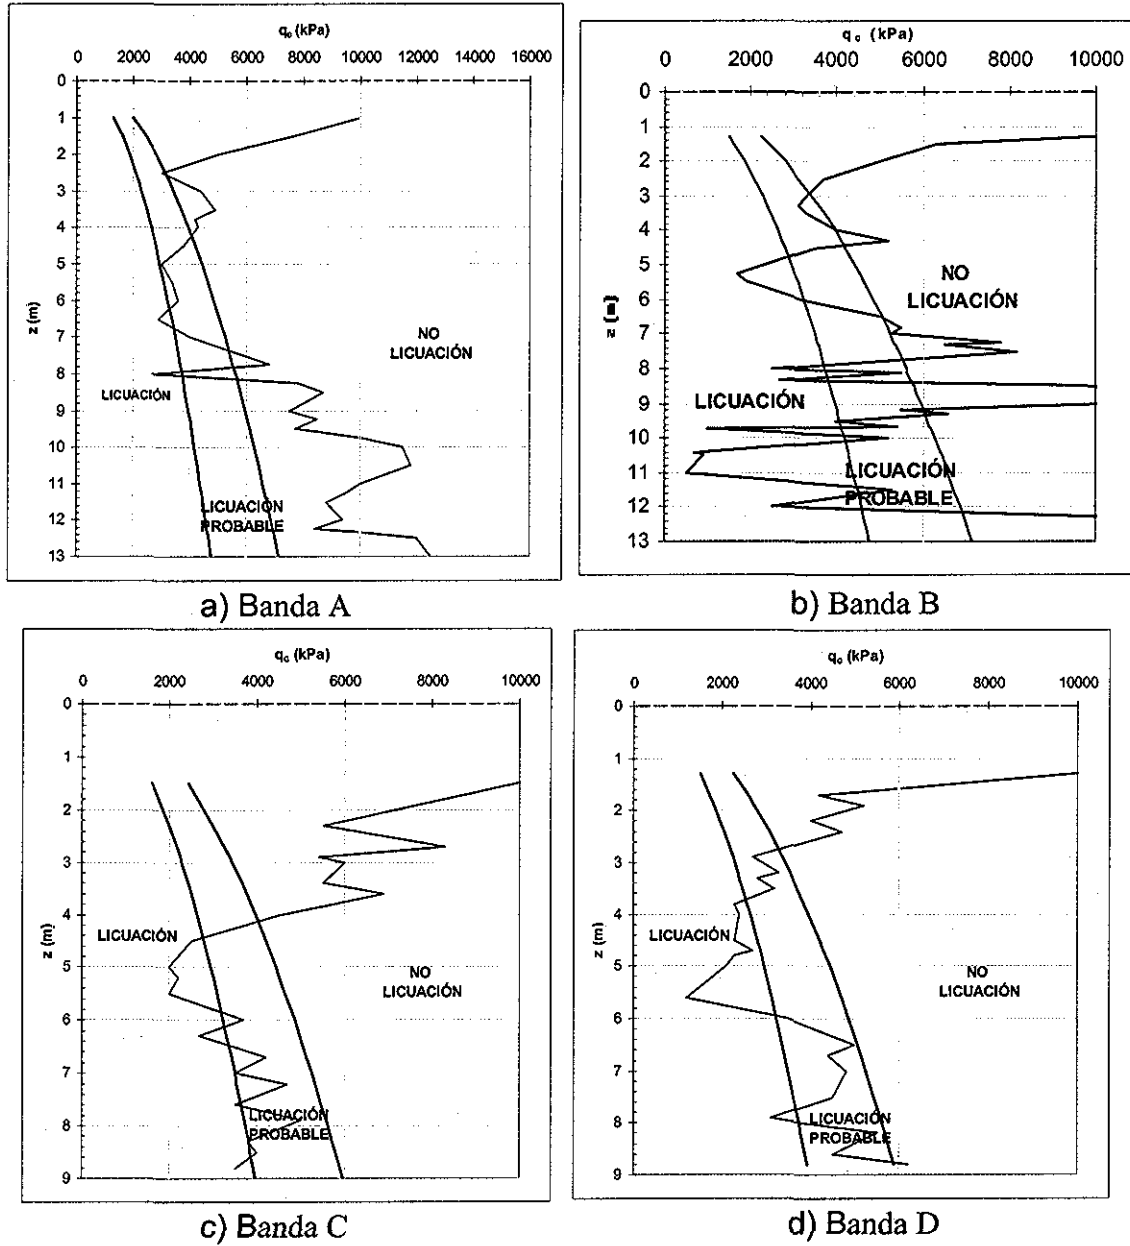 q꜀ (kPa)
0 2000 4000 6000 8000 10000 12000 14000 16000
0
1
2
3
4
5
6
7
8
9
10
11
12
13
z (m)
NO
LICUACIÓN
LICUACIÓN
LICUACIÓN
PROBABLE
a) Banda A
q꜀ (kPa)
0 2000 4000 6000 8000 10000
0
1
2
3
4
5
6
7
8
9
10
11
12
13
z (m)
NO
LICUACIÓN
LICUACIÓN
LICUACIÓN
PROBABLE
b) Banda B
q꜀ (kPa)
0 2000 4000 6000 8000 10000
0
1
2
3
4
5
6
7
8
9
z (m)
LICUACIÓN
NO
LICUACIÓN
LICUACIÓN
PROBABLE
c) Banda C
q꜀ (kPa)
0 2000 4000 6000 8000 10000
0
1
2
3
4
5
6
7
8
9
z (m)
LICUACIÓN
NO
LICUACIÓN
LICUACIÓN
PROBABLE
d) Banda D